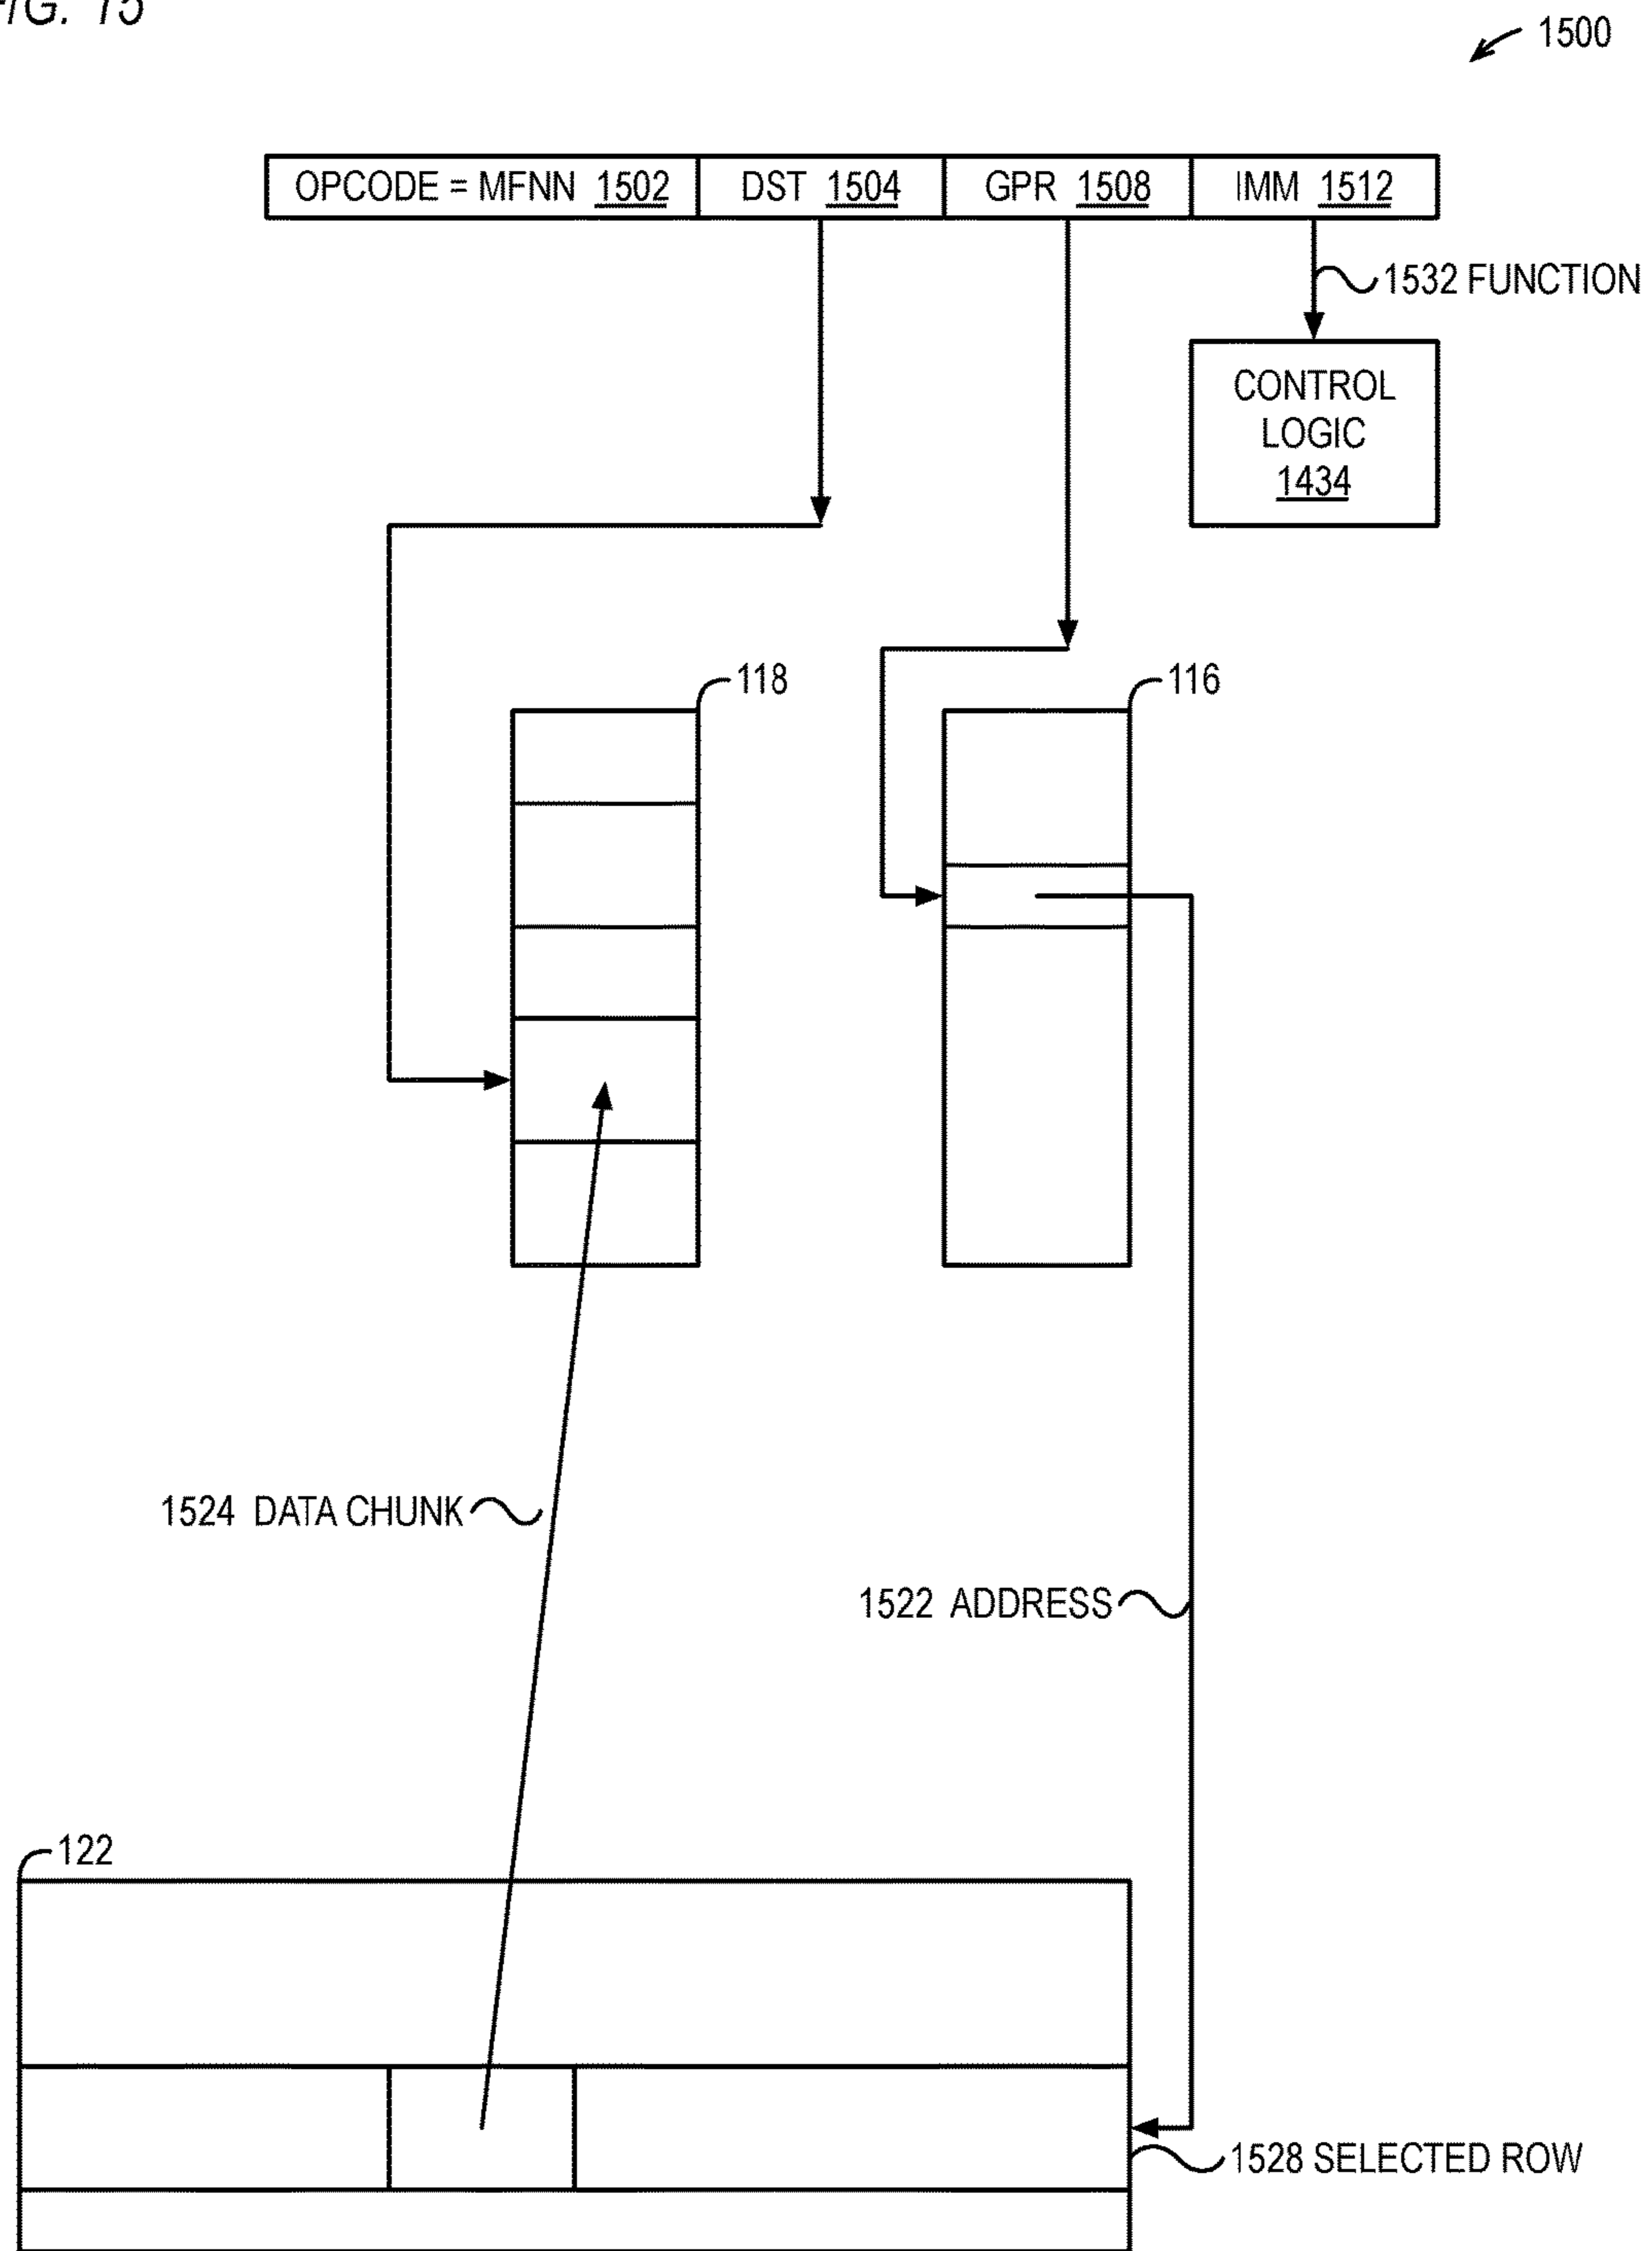 FIG. 15
1500
OPCODE = MFNN 1502 DST 1504 GPR 1508 IMM 1512
1532 FUNCTION
CONTROL
LOGIC
1434
118
116
1524 DATA CHUNK
1522 ADDRESS
122
1528 SELECTED ROW